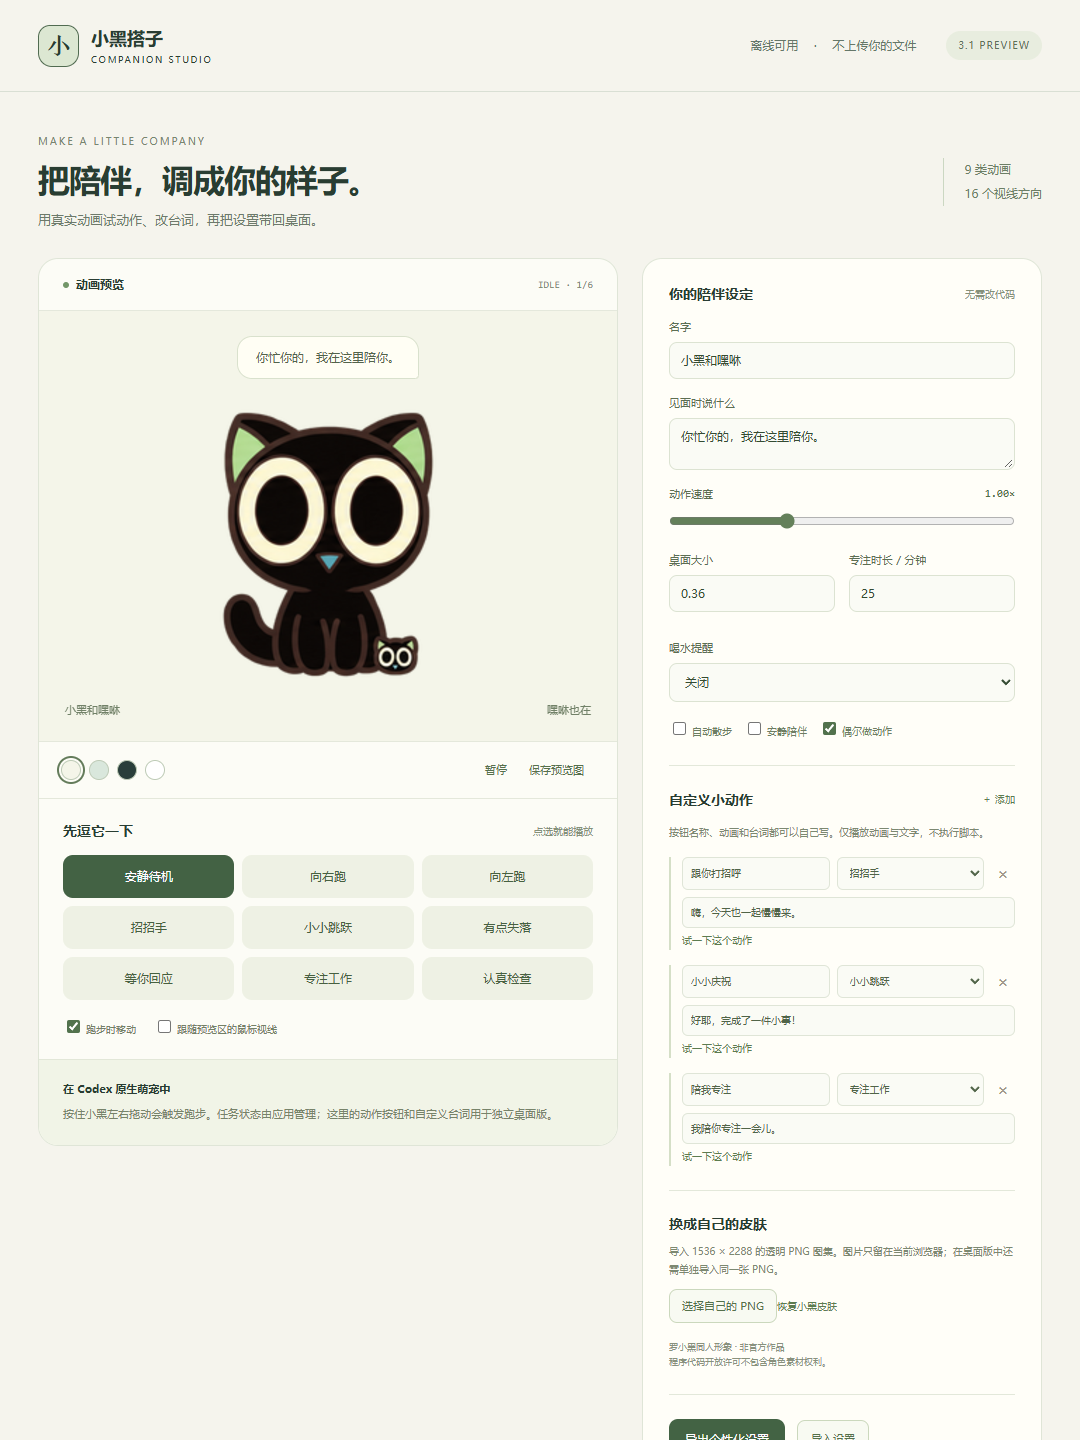 小
小黑搭子
COMPANION STUDIO
离线可用 · 不上传你的文件
3.1 PREVIEW
MAKE A LITTLE COMPANY
把陪伴，调成你的样子。
用真实动画试动作、改台词，再把设置带回桌面。
9 类动画
16 个视线方向
动画预览
IDLE · 1/6
你忙你的，我在这里陪你。
小黑和嘿咻
嘿咻也在
暂停
保存预览图
先逗它一下
点选就能播放
安静待机
向右跑
向左跑
招招手
小小跳跃
有点失落
等你回应
专注工作
认真检查
跑步时移动
跟随预览区的鼠标视线
在 Codex 原生萌宠中
按住小黑左右拖动会触发跑步。任务状态由应用管理；这里的动作按钮和自定义台词用于独立桌面版。
你的陪伴设定
无需改代码
名字
小黑和嘿咻
见面时说什么
你忙你的，我在这里陪你。
动作速度
1.00×
桌面大小
专注时长 / 分钟
0.36
25
喝水提醒
关闭
自动散步
安静陪伴
偶尔做动作
自定义小动作
+ 添加
按钮名称、动画和台词都可以自己写。仅播放动画与文字，不执行脚本。
跟你打招呼
招招手
×
嗨，今天也一起慢慢来。
试一下这个动作
小小庆祝
小小跳跃
×
好耶，完成了一件小事！
试一下这个动作
陪我专注
专注工作
×
我陪你专注一会儿。
试一下这个动作
换成自己的皮肤
导入 1536 × 2288 的透明 PNG 图集。图片只留在当前浏览器；在桌面版中还
需单独导入同一张 PNG。
选择自己的 PNG
恢复小黑皮肤
罗小黑同人形象 · 非官方作品
程序代码开放许可不包含角色素材权利。
导出个性化设置
导入设置